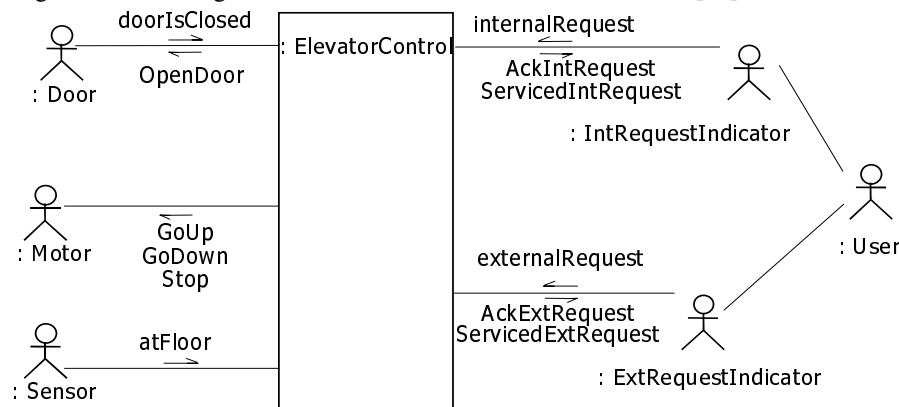 doorIsClosed
OpenDoor
: Door
: ElevatorControl
internalRequest
AckIntRequest
ServicedIntRequest
: IntRequestIndicator
: Motor
GoUp
GoDown
Stop
: User
externalRequest
AckExtRequest
ServicedExtRequest
: ExtRequestIndicator
atFloor
: Sensor